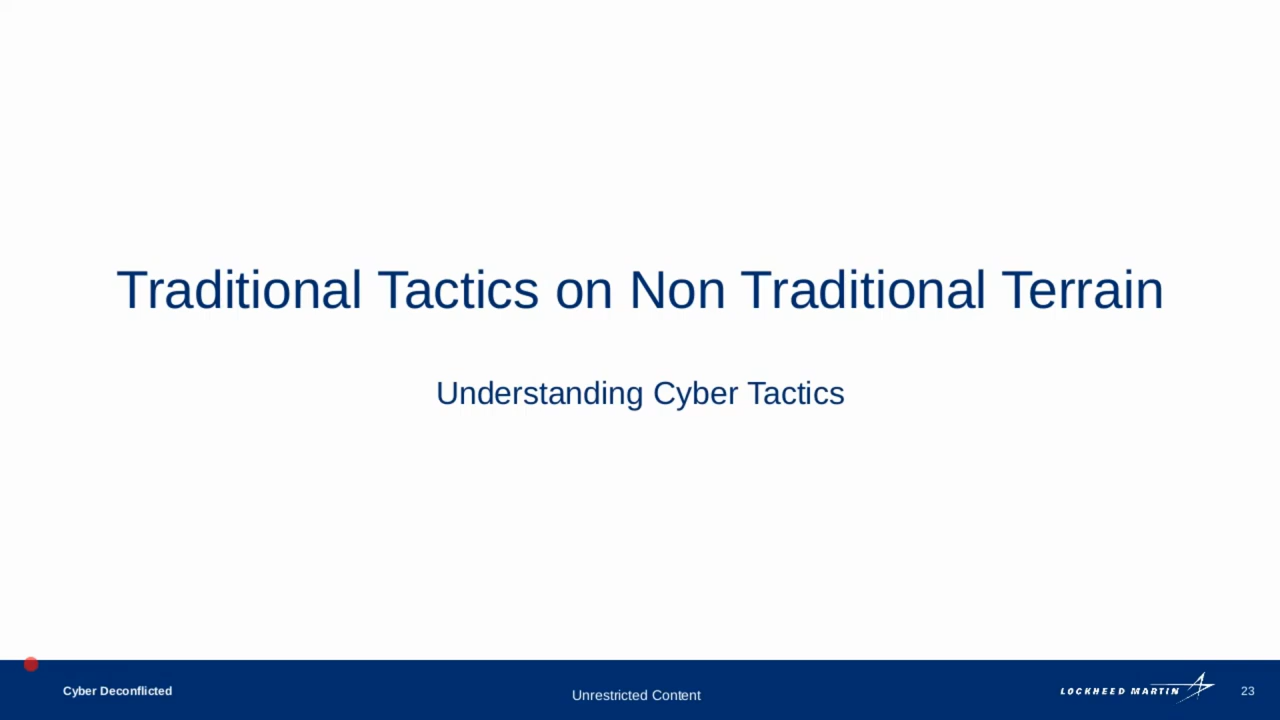 Traditional Tactics on Non Traditional Terrain
Understanding Cyber Tactics
Cyber Deconflicted
Unrestricted Content
LOCKHEED MARTIN
23